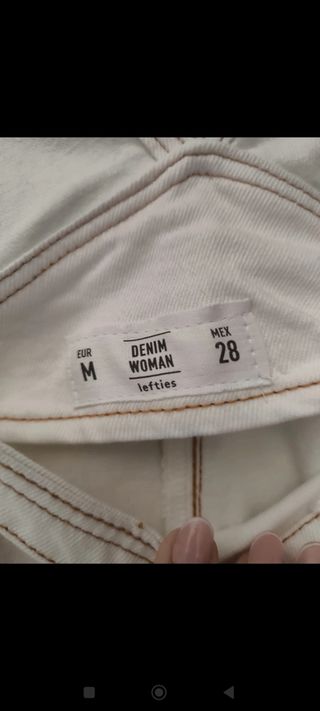 EUR
M
DENIM
WOMAN
lefties
MEX
28